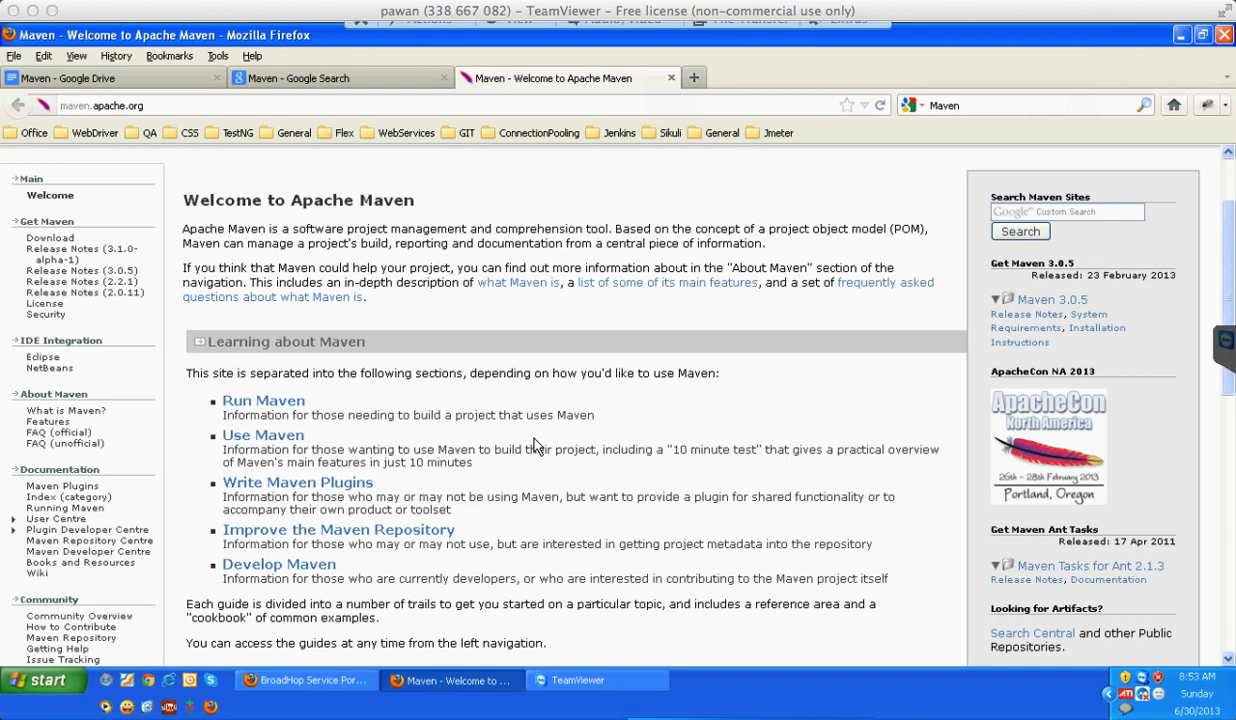 pawan (338 667 082) - TeamViewer - Free license (non-commercial use only)
Maven - Welcome to Apache Maven - Mozilla Firefox
File Edit View History Bookmarks Tools Help
Maven - Google Drive
Maven - Google Search
Maven - Welcome to Apache Maven
maven.apache.org
Maven
Office WebDriver QA CSS TestNG General Flex WebServices GIT ConnectionPooling Jenkins Sikuli General Jmeter
Main
Welcome
Get Maven
Download
Release Notes (3.1.0-
alpha-1)
Release Notes (3.0.5)
Release Notes (2.2.1)
Release Notes (2.0.11)
License
Security
IDE Integration
Eclipse
NetBeans
About Maven
What is Maven?
Features
FAQ (official)
FAQ (unofficial)
Documentation
Maven Plugins
Index (category)
Running Maven
User Centre
Plugin Developer Centre
Maven Repository Centre
Maven Developer Centre
Books and Resources
Wiki
Community
Community Overview
How to Contribute
Maven Repository
Getting Help
Issue Tracking
Welcome to Apache Maven
Apache Maven is a software project management and comprehension tool. Based on the concept of a project object model (POM),
Maven can manage a project's build, reporting and documentation from a central piece of information.
If you think that Maven could help your project, you can find out more information about in the "About Maven" section of the
navigation. This includes an in-depth description of what Maven is, a list of some of its main features, and a set of frequently asked
questions about what Maven is.
Learning about Maven
This site is separated into the following sections, depending on how you'd like to use Maven:
Run Maven
Information for those needing to build a project that uses Maven
Use Maven
Information for those wanting to use Maven to build their project, including a "10 minute test" that gives a practical overview
of Maven's main features in just 10 minutes
Write Maven Plugins
Information for those who may or may not be using Maven, but want to provide a plugin for shared functionality or to
accompany their own product or toolset
Improve the Maven Repository
Information for those who may or may not use, but are interested in getting project metadata into the repository
Develop Maven
Information for those who are currently developers, or who are interested in contributing to the Maven project itself
Each guide is divided into a number of trails to get you started on a particular topic, and includes a reference area and a
"cookbook" of common examples.
You can access the guides at any time from the left navigation.
Search Maven Sites
Google™ Custom Search
Search
Get Maven 3.0.5
Released: 23 February 2013
Maven 3.0.5
Release Notes, System
Requirements, Installation
Instructions
ApacheCon NA 2013
ApacheCon
North America
26th - 28th February 2013
Portland, Oregon
Get Maven Ant Tasks
Released: 17 Apr 2011
Maven Tasks for Ant 2.1.3
Release Notes, Documentation
Looking for Artifacts?
Search Central and other Public
Repositories.
start
BroadHop Service Por...
Maven - Welcome to ...
TeamViewer
8:53 AM
Sunday
6/30/2013